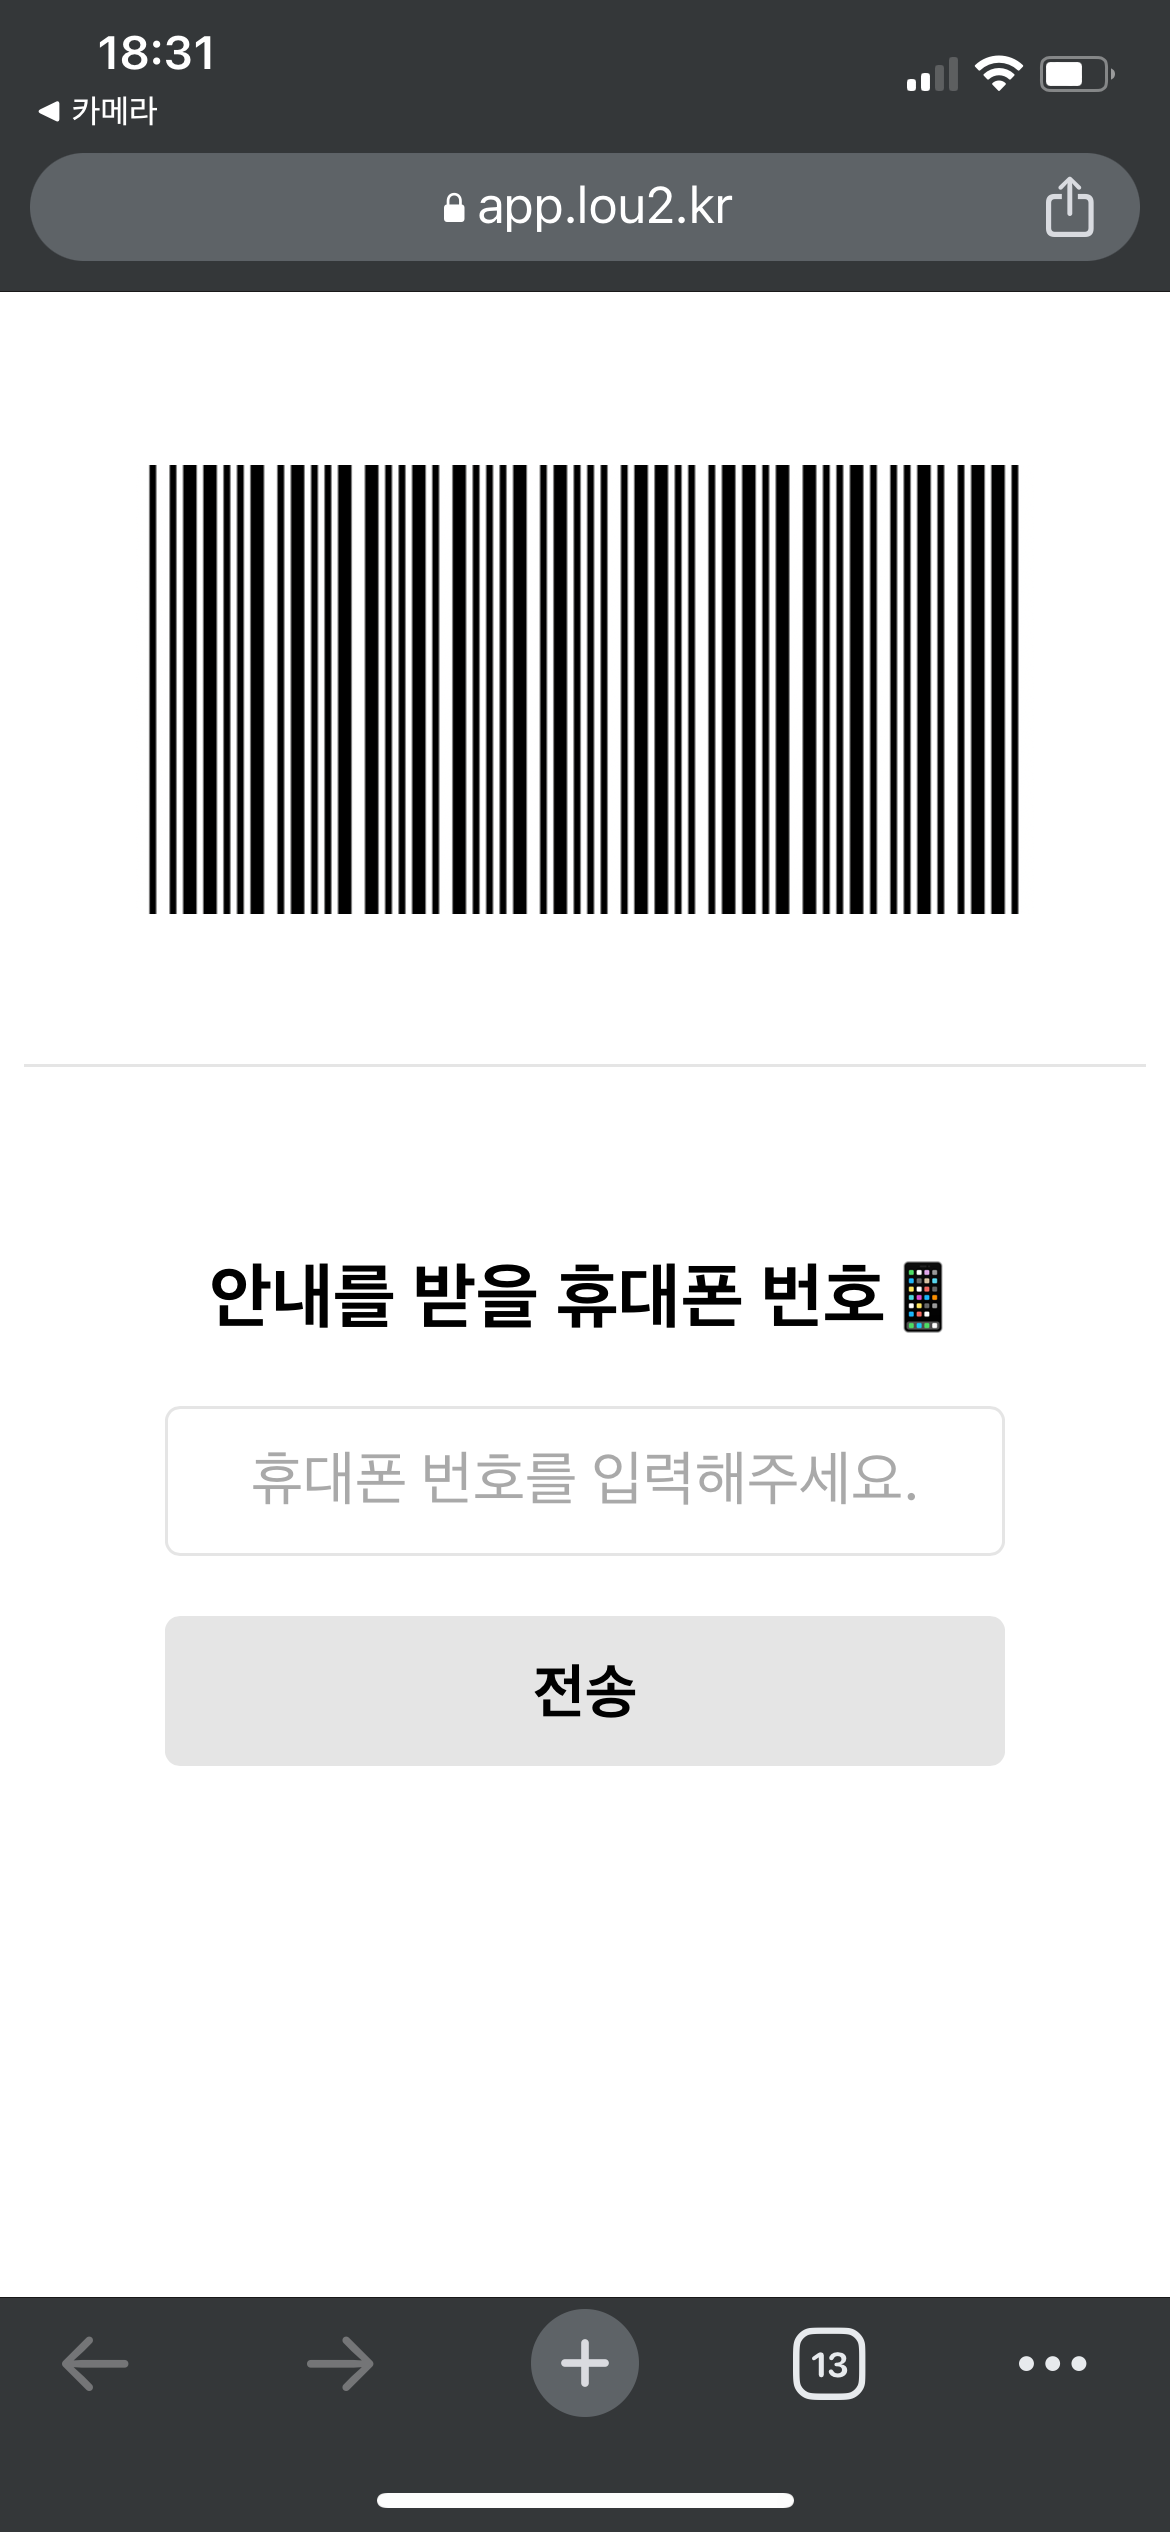 18:31
◀ 카메라
app.lou2.kr
안내를 받을 휴대폰 번호📱
휴대폰 번호를 입력해주세요.
전송
13